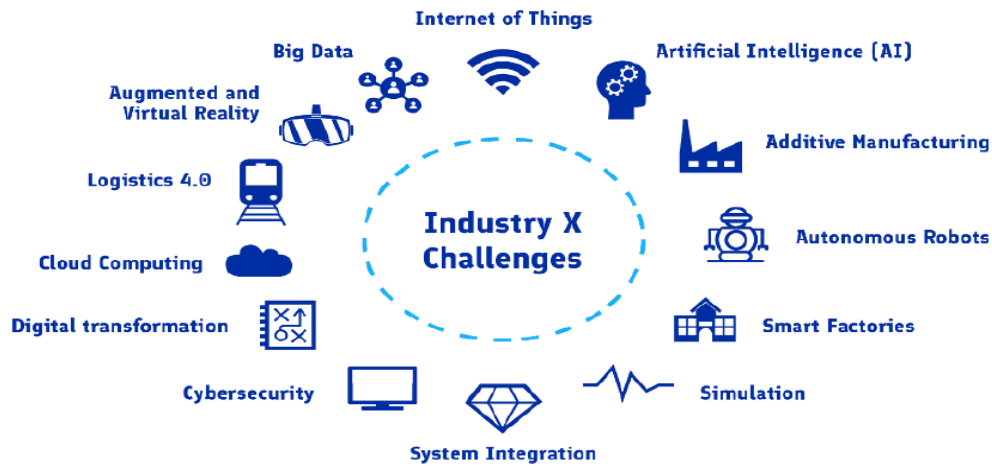 Internet of Things
Big Data
Artificial Intelligence (AI)
Augmented and
Virtual Reality
Additive Manufacturing
Logistics 4.0
Industry X
Challenges
Autonomous Robots
Cloud Computing
Digital transformation
Smart Factories
Cybersecurity
Simulation
System Integration